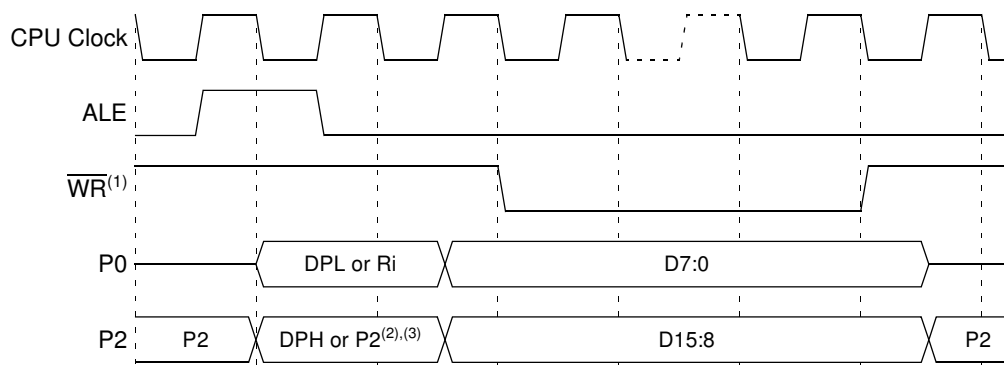 CPU Clock
ALE
WR(1)
P0 DPL or Ri D7:0
P2 P2 DPH or P2(2),(3) D15:8 P2